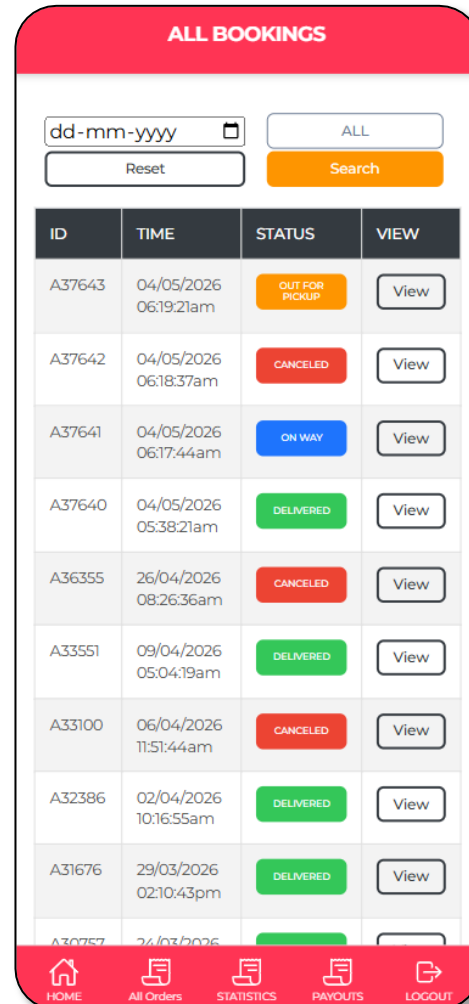 ALL BOOKINGS
dd-mm-yyyy
ALL
Reset
Search
ID TIME STATUS VIEW
A37643 04/05/2026 OUT FOR View
06:19:21am PICKUP
A37642 04/05/2026 CANCELED View
06:18:37am
A37641 04/05/2026 ON WAY View
06:17:44am
A37640 04/05/2026 DELIVERED View
05:38:21am
A36355 26/04/2026 CANCELED View
08:26:36am
A33551 09/04/2026 DELIVERED View
05:04:19am
A33100 06/04/2026 CANCELED View
11:51:44am
A32386 02/04/2026 DELIVERED View
10:16:55am
A31676 29/03/2026 DELIVERED View
02:10:43pm
A30757 24/03/2026
HOME All Orders STATISTICS PAYOUTS LOGOUT